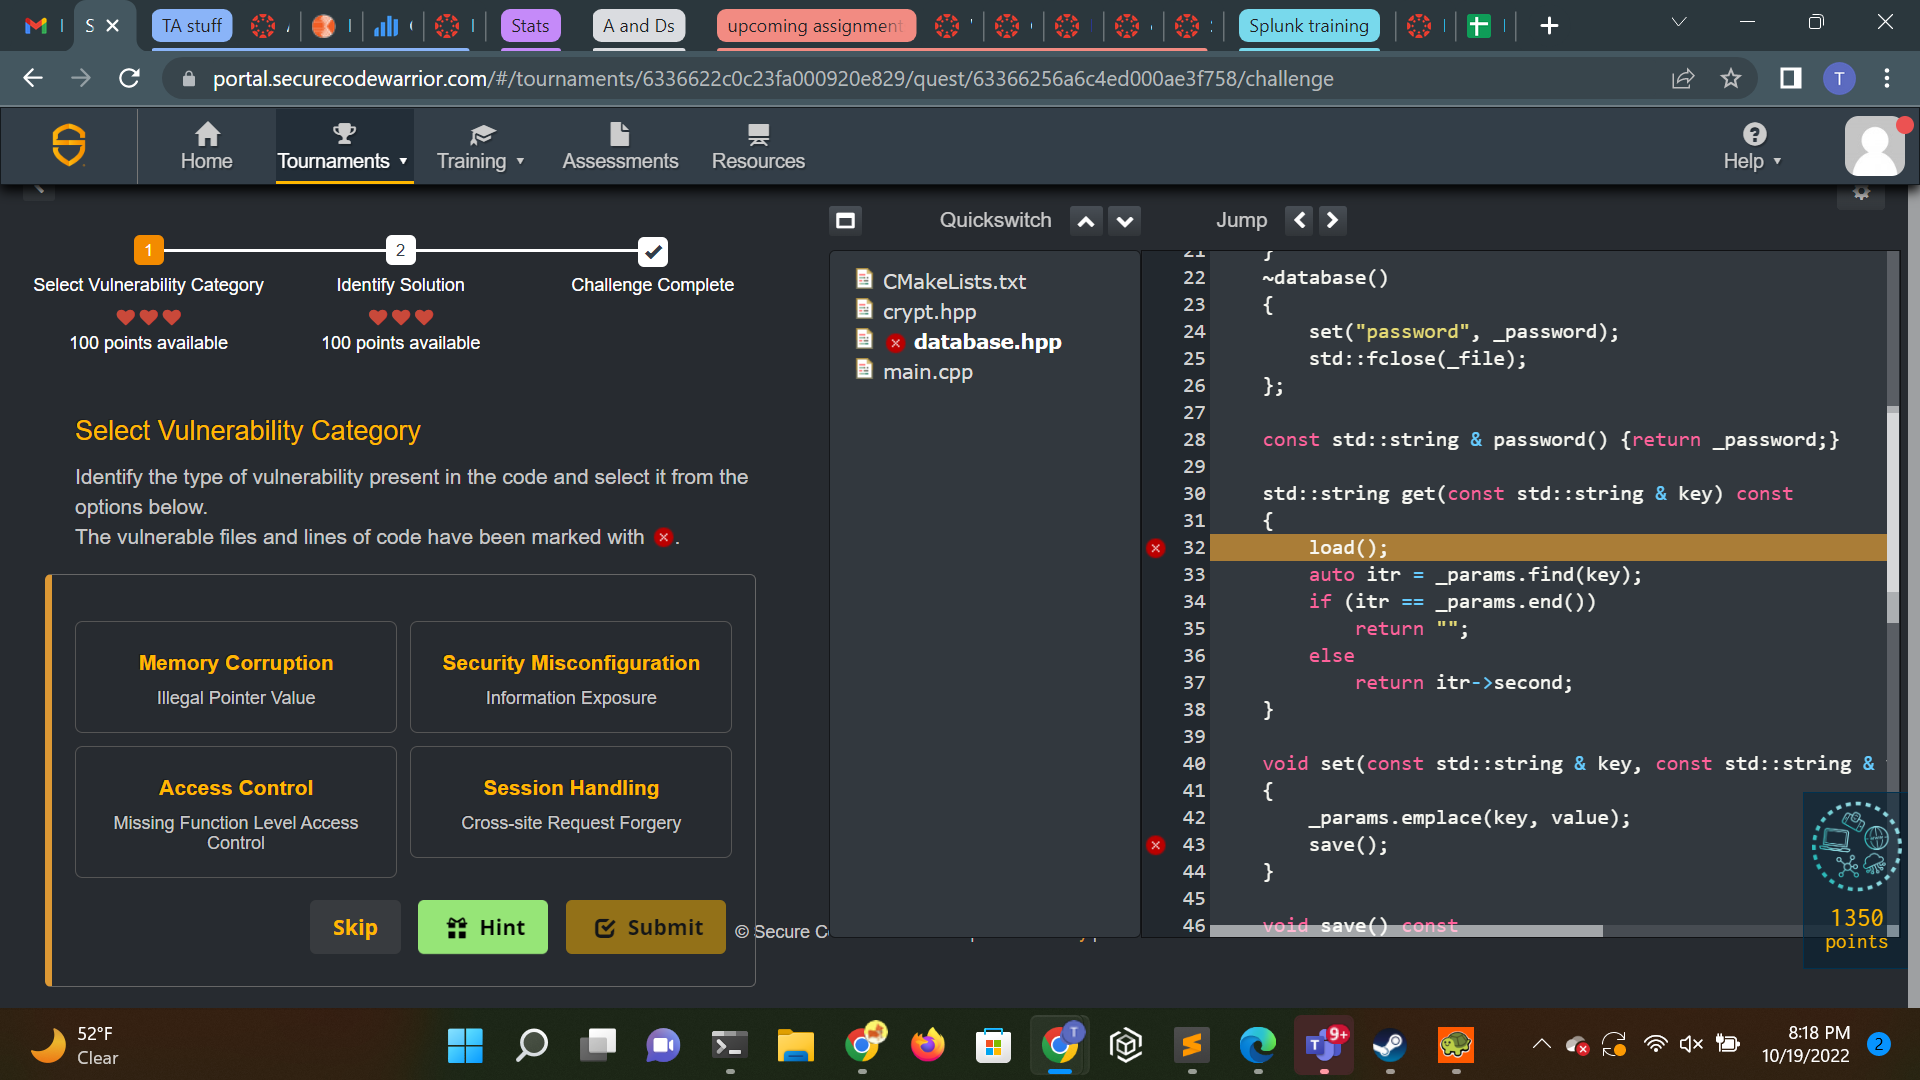 S
TA stuff
Stats
A and Ds
upcoming assignment
Splunk training
portal.securecodewarrior.com/#/tournaments/6336622c0c23fa000920e829/quest/63366256a6c4ed000ae3f758/challenge
T
Home
Tournaments
Training
Assessments
Resources
Help
1
2
Select Vulnerability Category
Identify Solution
Challenge Complete
100 points available
100 points available
Select Vulnerability Category
Identify the type of vulnerability present in the code and select it from the
options below.
The vulnerable files and lines of code have been marked with
Memory Corruption
Illegal Pointer Value
Security Misconfiguration
Information Exposure
Access Control
Missing Function Level Access
Control
Session Handling
Cross-site Request Forgery
Skip
Hint
Submit
© Secure C
Quickswitch
Jump
CMakeLists.txt
crypt.hpp
database.hpp
main.cpp
21 }
22 ~database()
23 {
24 set("password", _password);
25 std::fclose(_file);
26 };
27
28 const std::string & password() {return _password;}
29
30 std::string get(const std::string & key) const
31 {
32 load();
33 auto itr = _params.find(key);
34 if (itr == _params.end())
35 return "";
36 else
37 return itr->second;
38 }
39
40 void set(const std::string & key, const std::string &
41 {
42 _params.emplace(key, value);
43 save();
44 }
45
46 void save() const
1350
points
52°F
Clear
T
9+
8:18 PM
10/19/2022
2